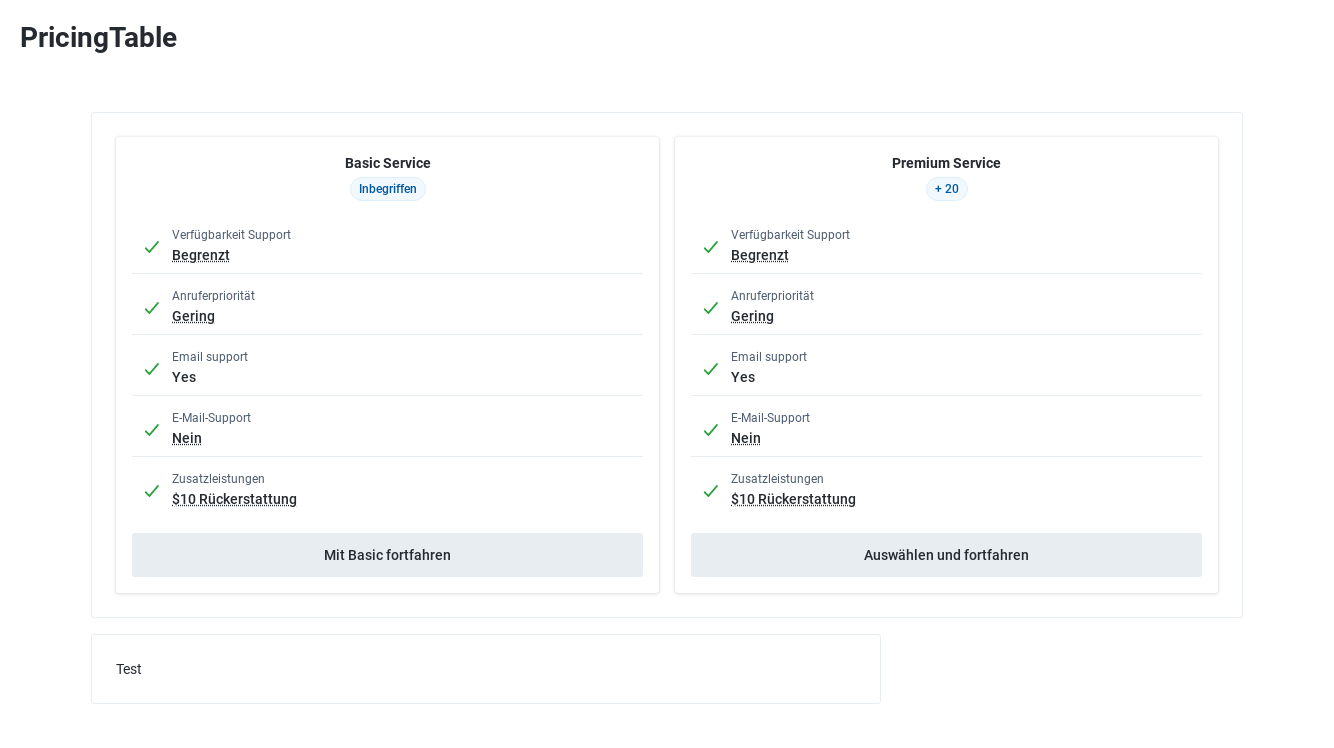 PricingTable
Basic Service
Inbegriffen
Verfügbarkeit Support
Begrenzt
Anruferpriorität
Gering
Email support
Yes
E-Mail-Support
Nein
Zusatzleistungen
$10 Rückerstattung
Mit Basic fortfahren
Premium Service
+ 20
Verfügbarkeit Support
Begrenzt
Anruferpriorität
Gering
Email support
Yes
E-Mail-Support
Nein
Zusatzleistungen
$10 Rückerstattung
Auswählen und fortfahren
Test